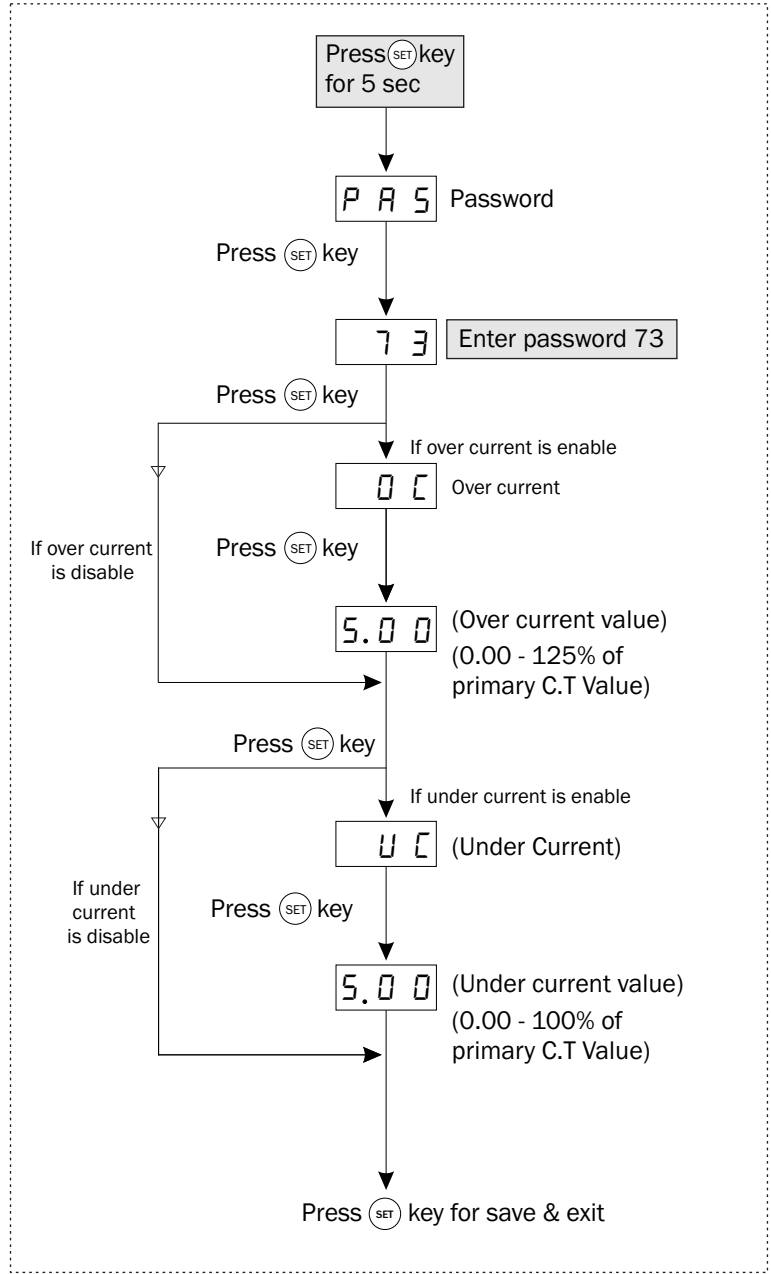 Press SET key
for 5 sec
P A S Password
Press SET key
7 3 Enter password 73
Press SET key
If over current is enable
O C Over current
If over current
is disable
Press SET key
5.0 0 (Over current value)
(0.00 - 125% of
primary C.T Value)
Press SET key
If under current is enable
U C (Under Current)
If under
current
is disable
Press SET key
5.0 0 (Under current value)
(0.00 - 100% of
primary C.T Value)
Press SET key for save & exit